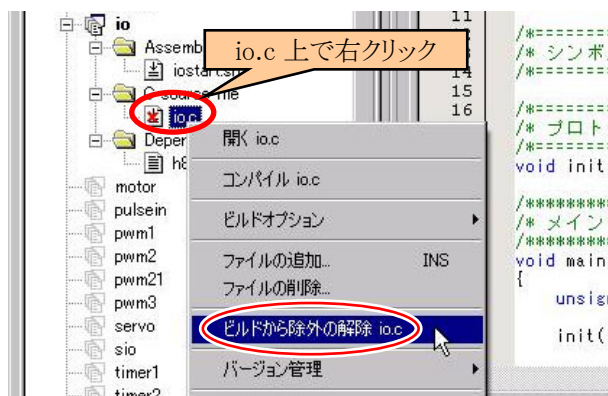 io
Assemb
iostart.s
C source file
io.c
Deper
h8
motor
pulsein
pwm1
pwm2
pwm21
pwm3
servo
sio
timer1
timer2
io.c 上で右クリック
開く io.c
コンパイル io.c
ビルドオプション
ファイルの追加... INS
ファイルの削除...
ビルドから除外の解除 io.c
バージョン管理
11
14
15
16
/*========
/* シンボ
/*========
/*========
/* プロト
/*========
void init
/********
/* メイン
/********
void main
{
unsig
init(